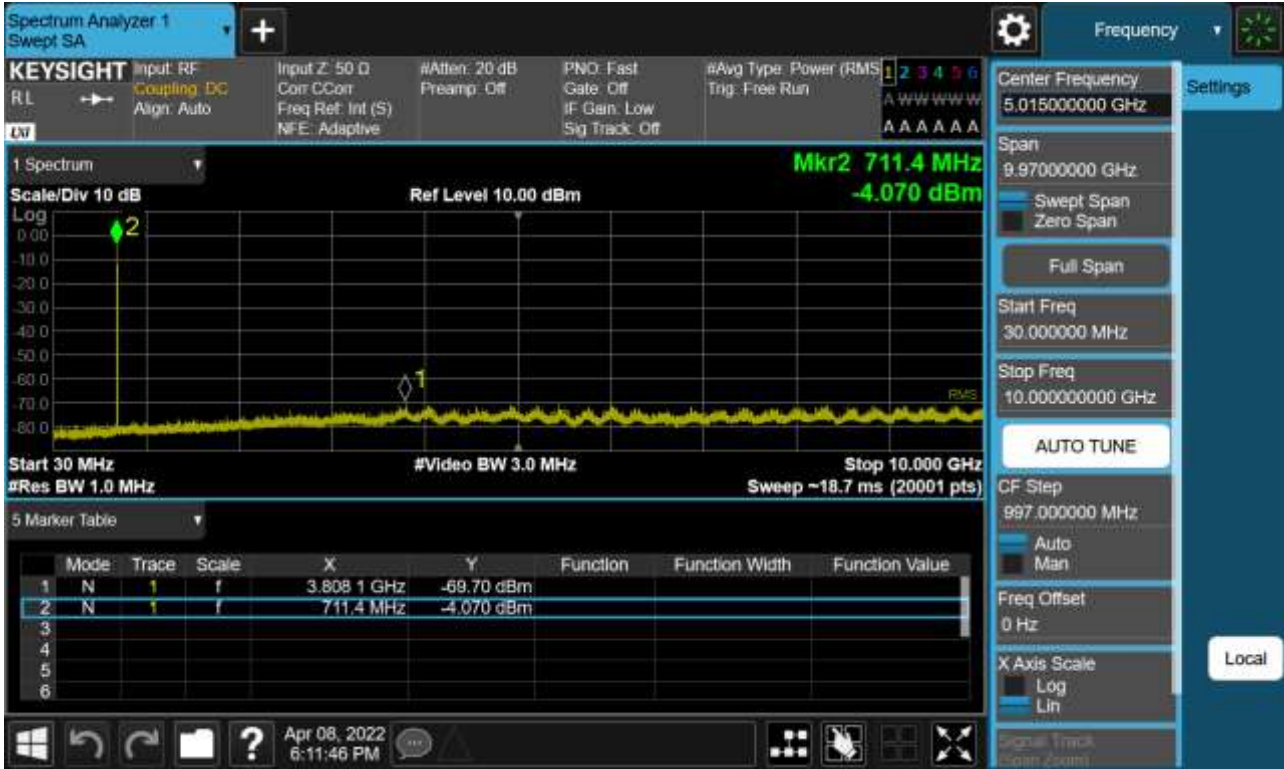 Spectrum Analyzer 1
Swept SA
+
Frequency
KEYSIGHT
RL
LXI
Input: RF
Coupling: DC
Align: Auto
Input Z: 50 Ω
Corr CCorr
Freq Ref: Int (S)
NFE: Adaptive
#Atten: 20 dB
Preamp: Off
PNO: Fast
Gate: Off
IF Gain: Low
Sig Track: Off
#Avg Type: Power (RMS
Trig: Free Run
1 2 3 4 5 6
A W W W W W
A A A A A A
1 Spectrum
Mkr2 711.4 MHz
-4.070 dBm
Scale/Div 10 dB
Ref Level 10.00 dBm
Log
0.00
-10.0
-20.0
-30.0
-40.0
-50.0
-60.0
-70.0
-80.0
2
1
RMS
Start 30 MHz
#Video BW 3.0 MHz
Stop 10.000 GHz
#Res BW 1.0 MHz
Sweep ~18.7 ms (20001 pts)
5 Marker Table
Mode Trace Scale X Y Function Function Width Function Value
1 N 1 f 3.808 1 GHz -69.70 dBm
2 N 1 f 711.4 MHz -4.070 dBm
3
4
5
6
Center Frequency
5.015000000 GHz
Settings
Span
9.97000000 GHz
Swept Span
Zero Span
Full Span
Start Freq
30.000000 MHz
Stop Freq
10.000000000 GHz
AUTO TUNE
CF Step
997.000000 MHz
Auto
Man
Freq Offset
0 Hz
X Axis Scale
Log
Lin
Signal Track
(Span Zoom)
Local
?
Apr 08, 2022
6:11:46 PM